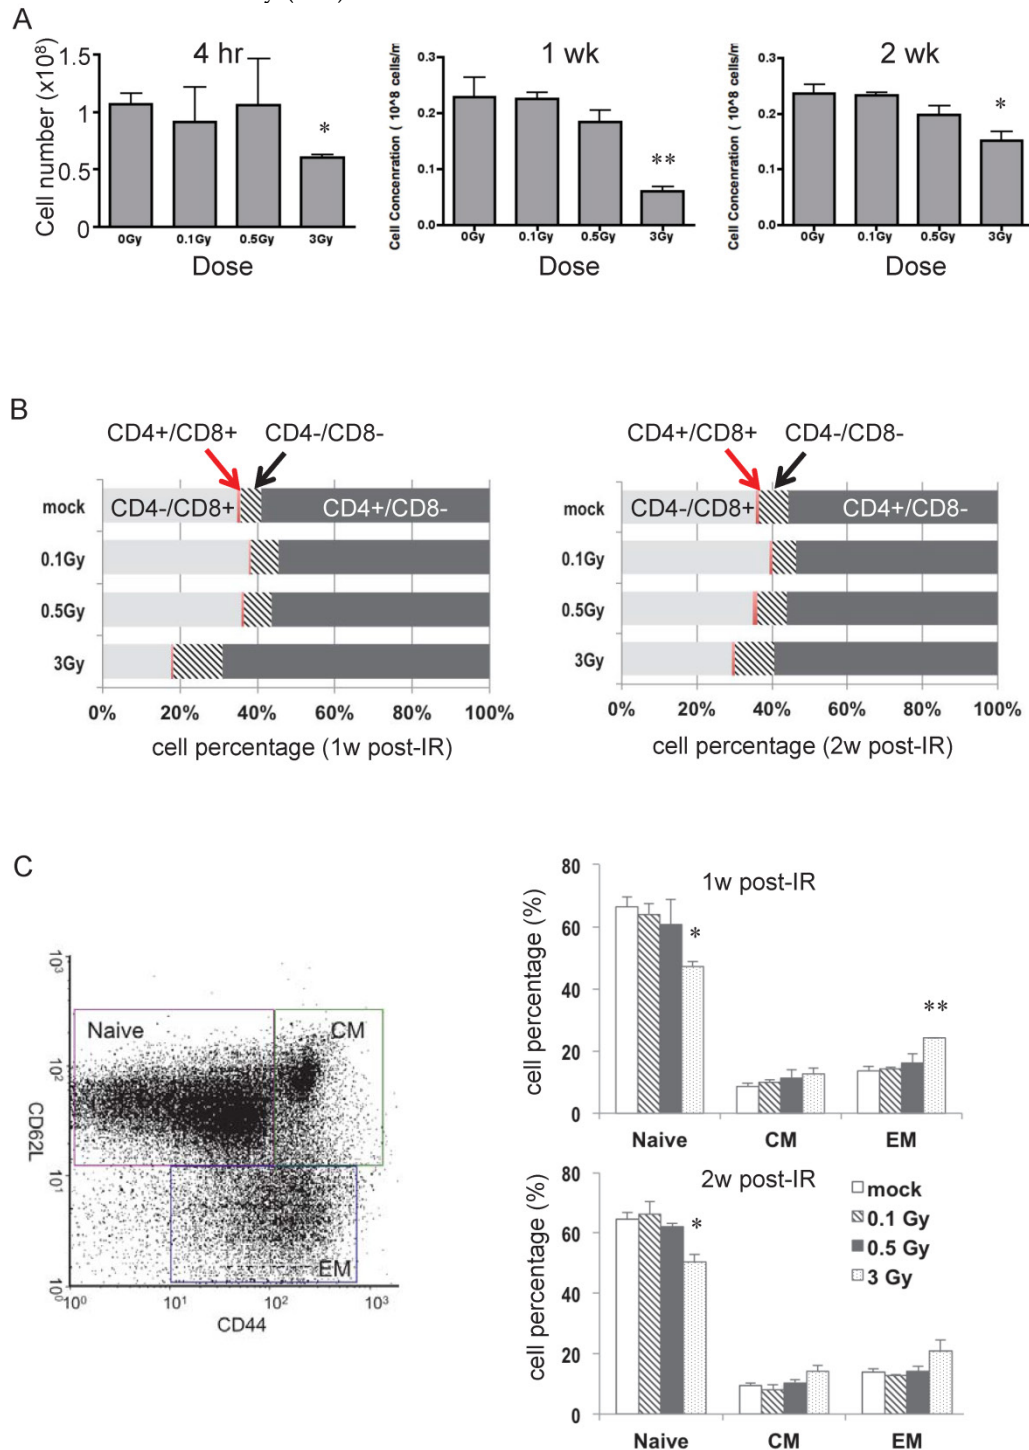 A
4 hr
1 wk
2 wk
Cell number (x10⁸)
1.5
1
0.5
0
0Gy
0.1Gy
0.5Gy
3Gy
*
Dose
Cell Concenration ( 10^8 cells/m
0.3
0.2
0.1
0.0
0Gy
0.1Gy
0.5Gy
3Gy
**
Dose
Cell Concenration ( 10^8 cells/m
0.3
0.2
0.1
0.0
0Gy
0.1Gy
0.5Gy
3Gy
*
Dose
B
CD4+/CD8+
CD4-/CD8-
mock
CD4-/CD8+
CD4+/CD8-
0.1Gy
0.5Gy
3Gy
0%
20%
40%
60%
80%
100%
cell percentage (1w post-IR)
CD4+/CD8+
CD4-/CD8-
mock
CD4-/CD8+
CD4+/CD8-
0.1Gy
0.5Gy
3Gy
0%
20%
40%
60%
80%
100%
cell percentage (2w post-IR)
C
Naive
CM
EM
CD62L
10³
10²
10¹
10⁰
10⁰
10¹
10²
10³
CD44
cell percentage (%)
1w post-IR
80
60
40
20
0
*
**
Naive
CM
EM
cell percentage (%)
2w post-IR
80
60
40
20
0
*
mock
0.1 Gy
0.5 Gy
3 Gy
Naive
CM
EM